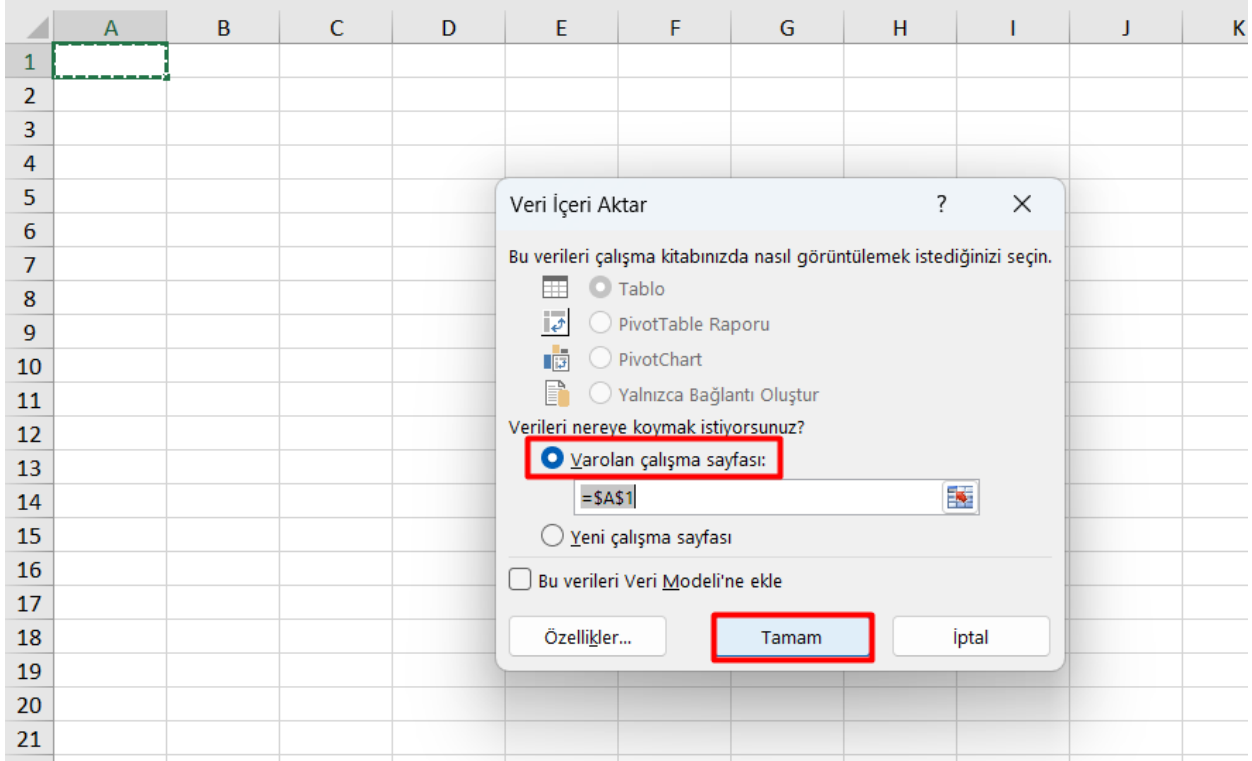 A B C D E F G H I J K
1
2
3
4
5
Veri İçeri Aktar ?
6
Bu verileri çalışma kitabınızda nasıl görüntülemek istediğinizi seçin.
7
Tablo
8
PivotTable Raporu
9
PivotChart
10
Yalnızca Bağlantı Oluştur
11
Verileri nereye koymak istiyorsunuz?
12
Varolan çalışma sayfası:
13
=$A$1
14
Yeni çalışma sayfası
15
Bu verileri Veri Modeli'ne ekle
16
17
Özellikler... Tamam İptal
18
19
20
21